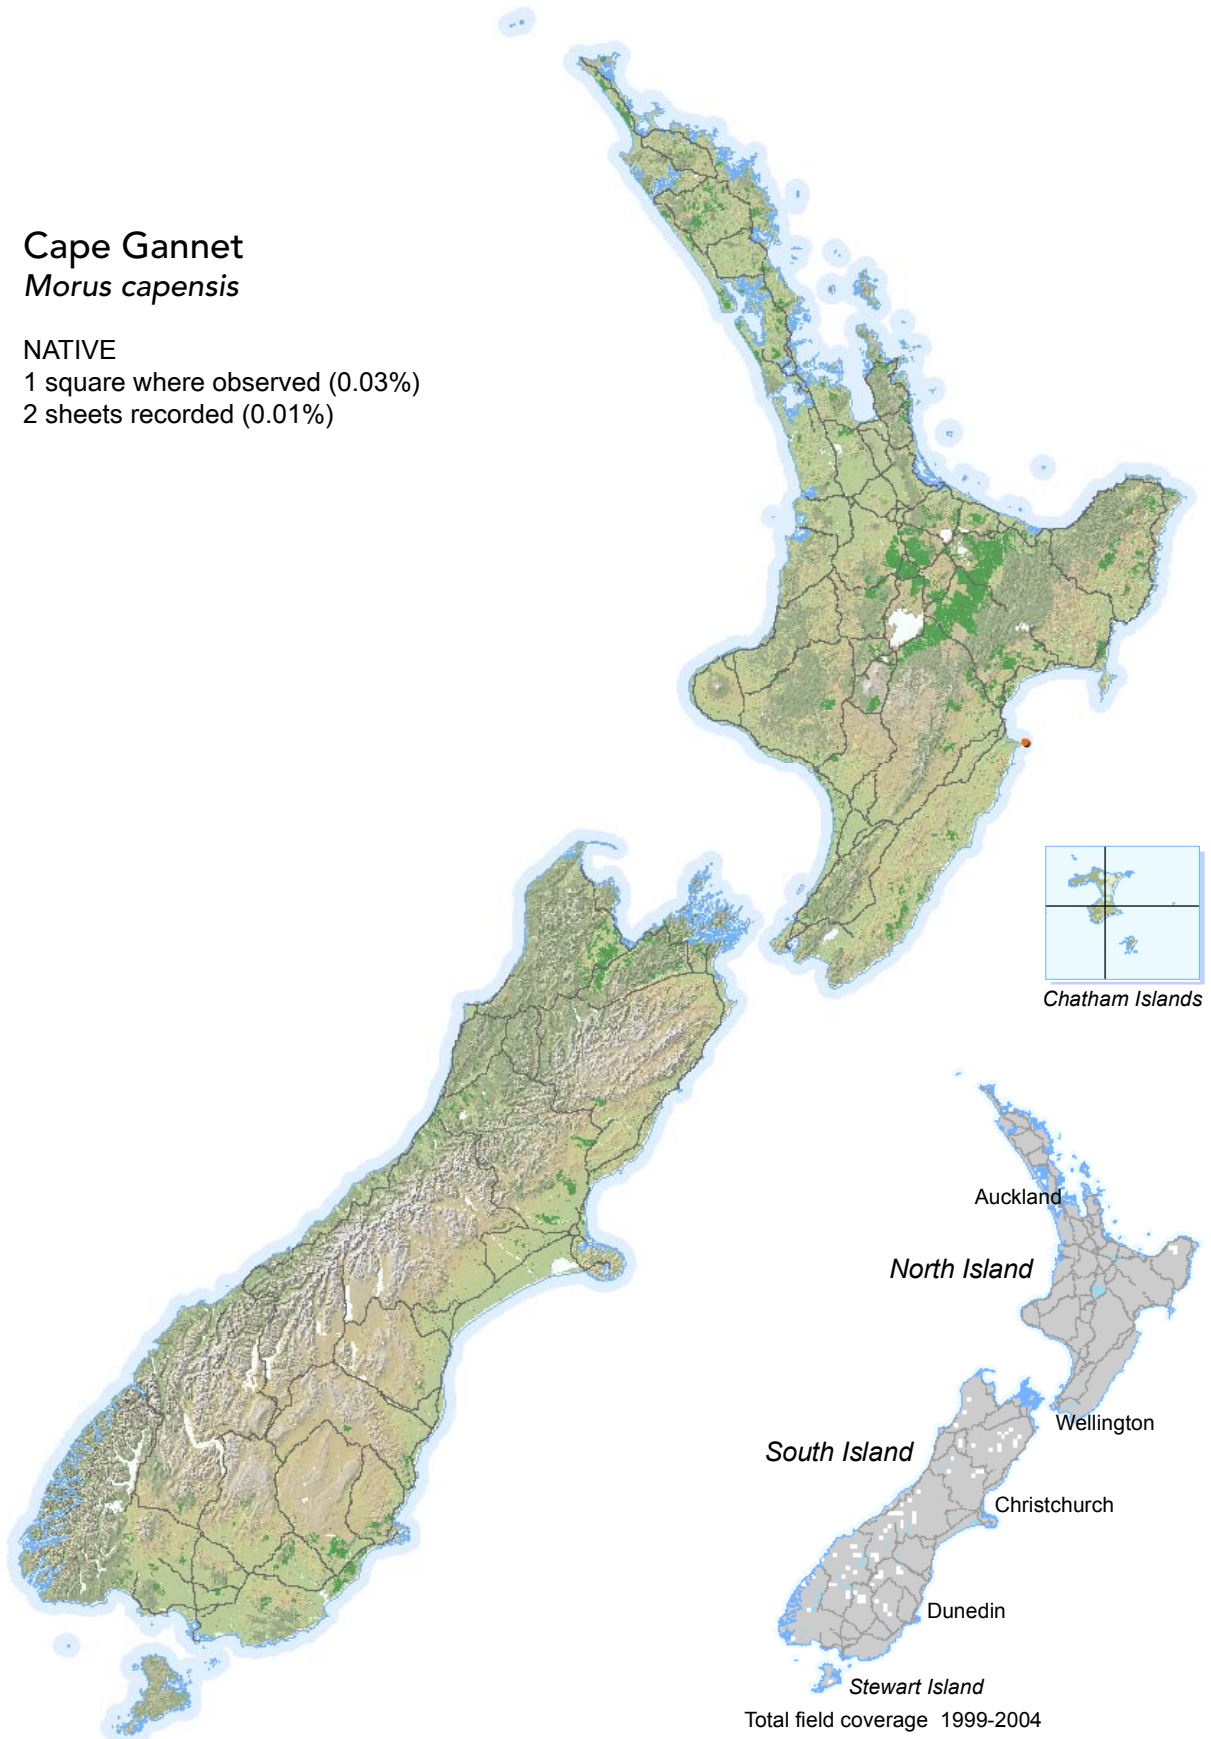 Cape Gannet
Morus capensis
NATIVE
1 square where observed (0.03%)
2 sheets recorded (0.01%)
Chatham Islands
Auckland
North Island
Wellington
South Island
Christchurch
Dunedin
Stewart Island
Total field coverage 1999-2004